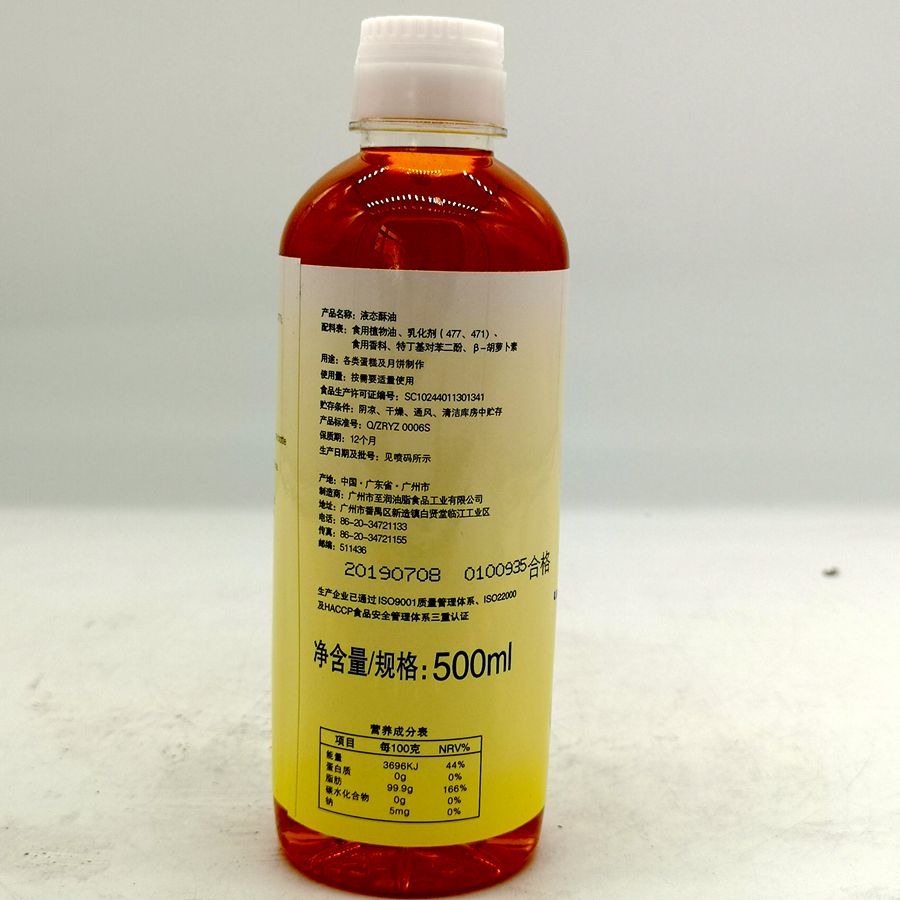 产品名称：液态酥油
配料表：食用植物油、乳化剂（477、471）、
食用香料、特丁基对苯二酚、β-胡萝卜素
用途：各类蛋糕及月饼制作
使用量：按需要适量使用
食品生产许可证编号：SC10244011301341
贮存条件：阴凉、干燥、通风、清洁库房中贮存
产品标准号：Q/ZRYZ 0006S
保质期：12个月
生产日期及批号：见喷码所示
产地：中国·广东省·广州市
制造商：广州市至润油脂食品工业有限公司
地址：广州市番禺区新造镇白贤堂临江工业区
电话：86-20-34721133
传真：86-20-34721155
邮编：511436
20190708 0100935合格
生产企业已通过ISO9001质量管理体系、ISO22000
及HACCP食品安全管理体系三重认证
净含量/规格：500ml
营养成分表
项目 每100克 NRV%
能量 3696KJ 44%
蛋白质 0g 0%
脂肪 99.9g 166%
碳水化合物 0g 0%
钠 5mg 0%